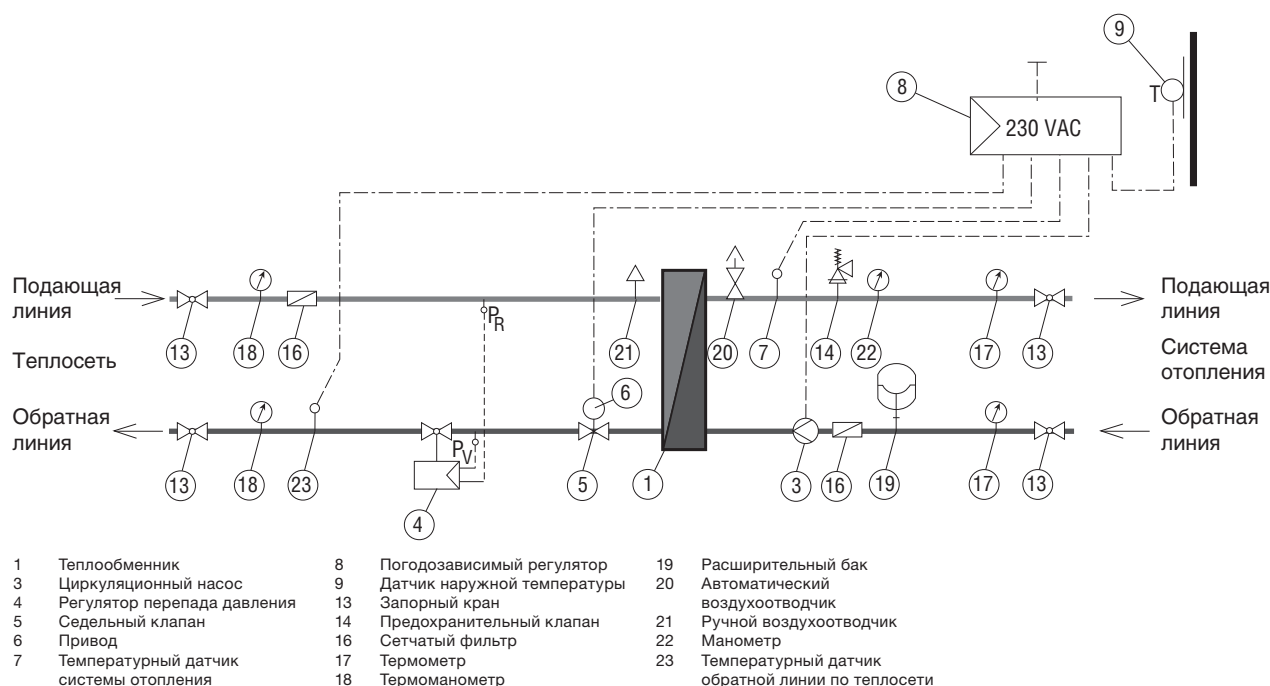 9
8
T
230 VAC
Подающая
линия
13
18
16
P_R
21
20
7
14
22
17
13
Подающая
линия
Теплосеть
Система
отопления
6
Обратная
линия
13
18
23
P_V
4
5
1
3
16
19
17
13
Обратная
линия
1 Теплообменник
3 Циркуляционный насос
4 Регулятор перепада давления
5 Седельный клапан
6 Привод
7 Температурный датчик
системы отопления
8 Погодозависимый регулятор
9 Датчик наружной температуры
13 Запорный кран
14 Предохранительный клапан
16 Сетчатый фильтр
17 Термометр
18 Термоманометр
19 Расширительный бак
20 Автоматический
воздухоотводчик
21 Ручной воздухоотводчик
22 Манометр
23 Температурный датчик
обратной линии по теплосети